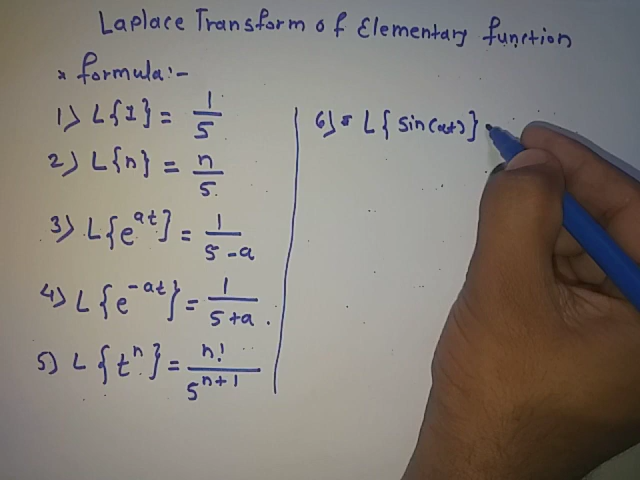 Laplace Transform of Elementary function
* formula:-
1) L{1} = 1/s
2) L{n} = n/s
3) L{e^at} = 1/s-a
4) L{e^-at} = 1/s+a.
5) L{t^n} = n!/s^n+1
6) L{sin(at)}